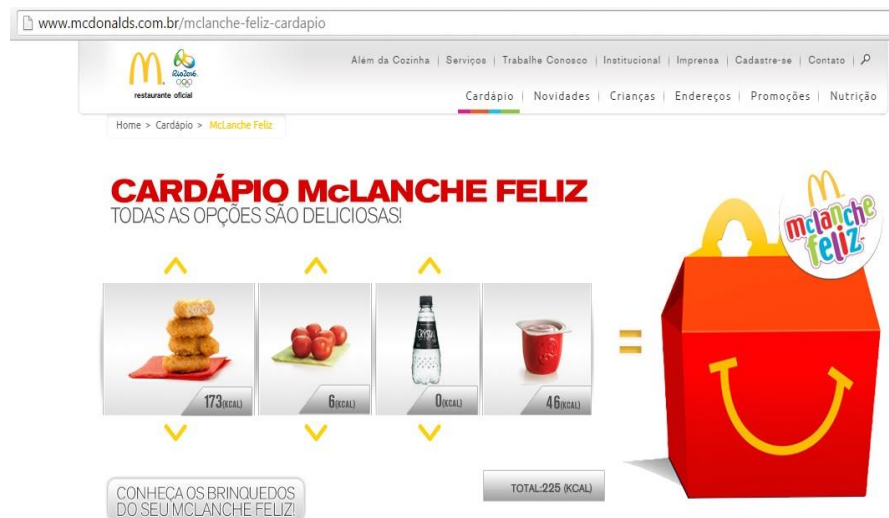 www.mcdonalds.com.br/mclanche-feliz-cardapio
Rio2016
restaurante oficial
Além da Cozinha | Serviços | Trabalhe Conosco | Institucional | Imprensa | Cadastre-se | Contato |
Cardápio | Novidades | Crianças | Endereços | Promoções | Nutrição
Home > Cardápio > McLanche Feliz
CARDÁPIO McLANCHE FELIZ
TODAS AS OPÇÕES SÃO DELICIOSAS!
mclanche
feliz
CRYSTAL
173(KCAL) 6(KCAL) 0(KCAL) 46(KCAL)
TOTAL:225 (KCAL)
CONHEÇA OS BRINQUEDOS
DO SEU MCLANCHE FELIZ!